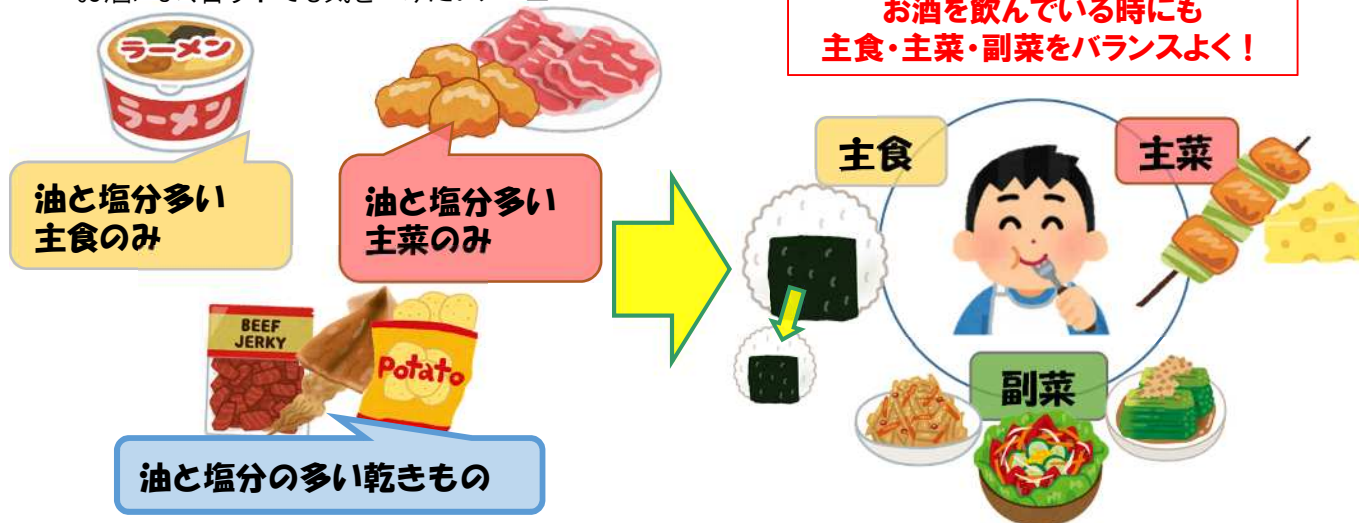 お酒を飲んでいる時にも
主食・主菜・副菜をバランスよく！
ラーメン
ラーメン
油と塩分多い
主食のみ
油と塩分多い
主菜のみ
BEEF
JERKY
Potato
油と塩分の多い乾きもの
主食
主菜
副菜